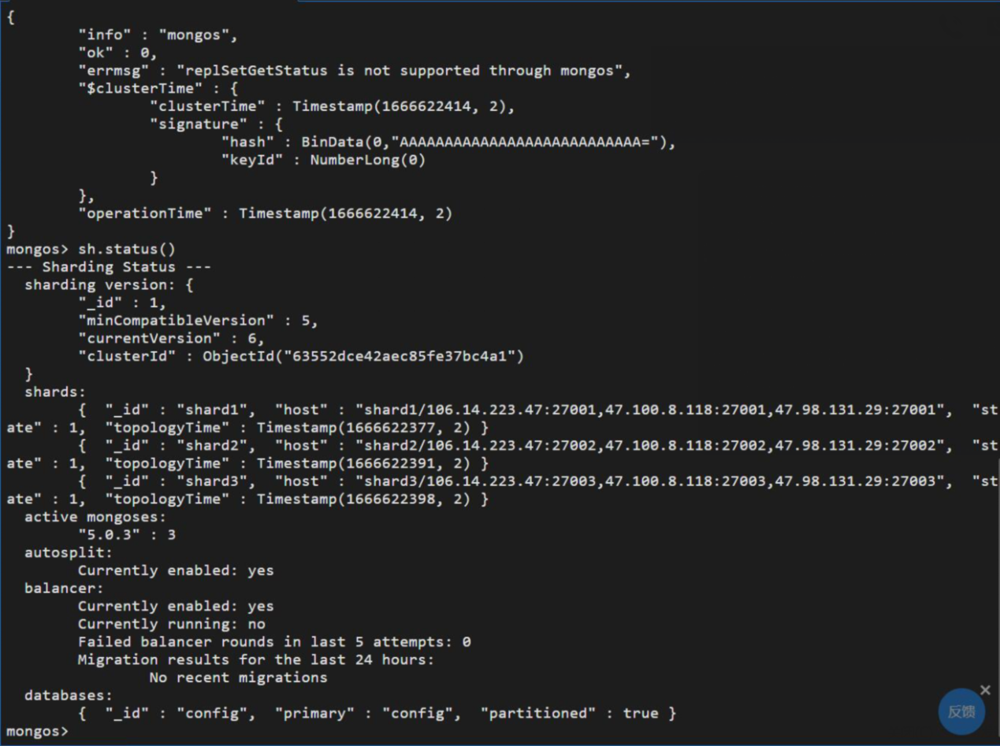 {
        "info" : "mongos",
        "ok" : 0,
        "errmsg" : "replSetGetStatus is not supported through mongos",
        "$clusterTime" : {
                "clusterTime" : Timestamp(1666622414, 2),
                "signature" : {
                        "hash" : BinData(0,"AAAAAAAAAAAAAAAAAAAAAAAAAAA="),
                        "keyId" : NumberLong(0)
                }
        },
        "operationTime" : Timestamp(1666622414, 2)
}
mongos> sh.status()
--- Sharding Status ---
  sharding version: {
        "_id" : 1,
        "minCompatibleVersion" : 5,
        "currentVersion" : 6,
        "clusterId" : ObjectId("63552dce42aec85fe37bc4a1")
  }
  shards:
        {  "_id" : "shard1",  "host" : "shard1/106.14.223.47:27001,47.100.8.118:27001,47.98.131.29:27001",  "st
ate" : 1,  "topologyTime" : Timestamp(1666622377, 2) }
        {  "_id" : "shard2",  "host" : "shard2/106.14.223.47:27002,47.100.8.118:27002,47.98.131.29:27002",  "st
ate" : 1,  "topologyTime" : Timestamp(1666622391, 2) }
        {  "_id" : "shard3",  "host" : "shard3/106.14.223.47:27003,47.100.8.118:27003,47.98.131.29:27003",  "st
ate" : 1,  "topologyTime" : Timestamp(1666622398, 2) }
  active mongoses:
        "5.0.3" : 3
  autosplit:
        Currently enabled: yes
  balancer:
        Currently enabled: yes
        Currently running: no
        Failed balancer rounds in last 5 attempts: 0
        Migration results for the last 24 hours:
                No recent migrations
  databases:
        {  "_id" : "config",  "primary" : "config",  "partitioned" : true }
mongos>
反馈